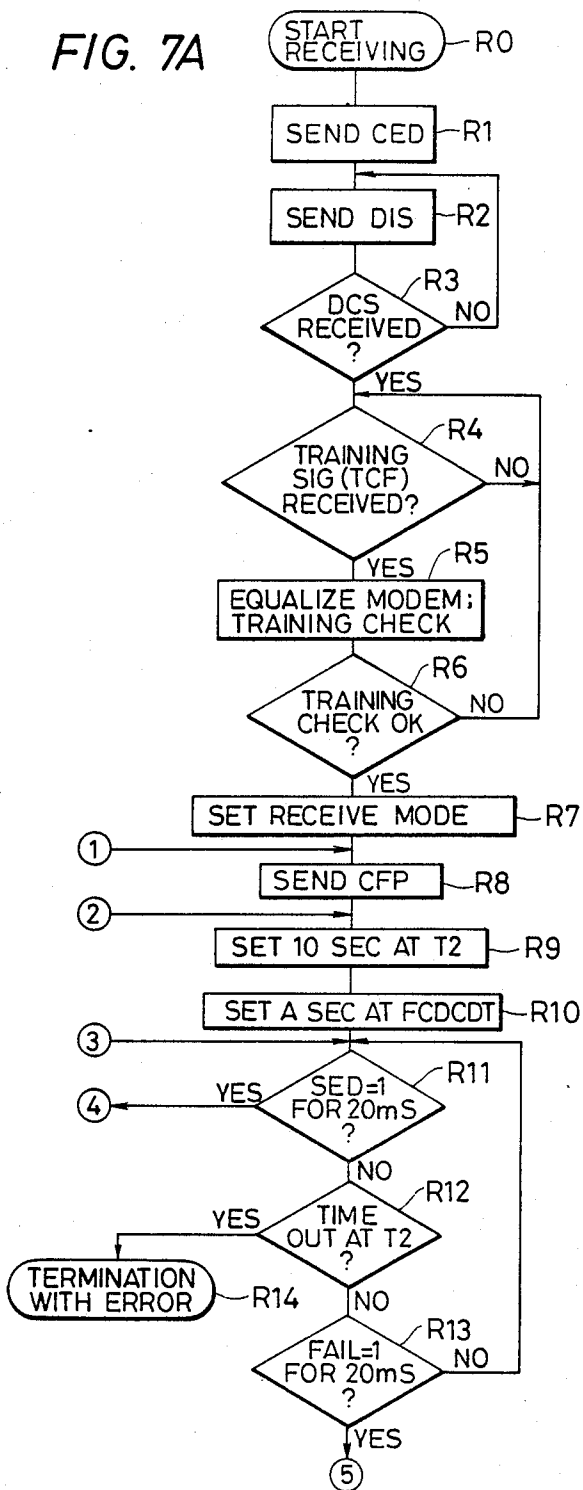 FIG. 7A
START
RECEIVING
R0
SEND CED
R1
SEND DIS
R2
R3
DCS
RECEIVED
?
NO
YES
R4
TRAINING
SIG (TCF)
RECEIVED?
NO
YES
R5
EQUALIZE MODEM;
TRAINING CHECK
R6
TRAINING
CHECK OK
?
NO
YES
SET RECEIVE MODE
R7
1
SEND CFP
R8
2
SET 10 SEC AT T2
R9
SET A SEC AT FCDCDT
R10
3
R11
YES
SED=1
FOR 20mS
?
4
NO
R12
YES
TIME
OUT AT T2
?
TERMINATION
WITH ERROR
R14
NO
R13
FAIL=1
FOR 20mS
?
NO
YES
5